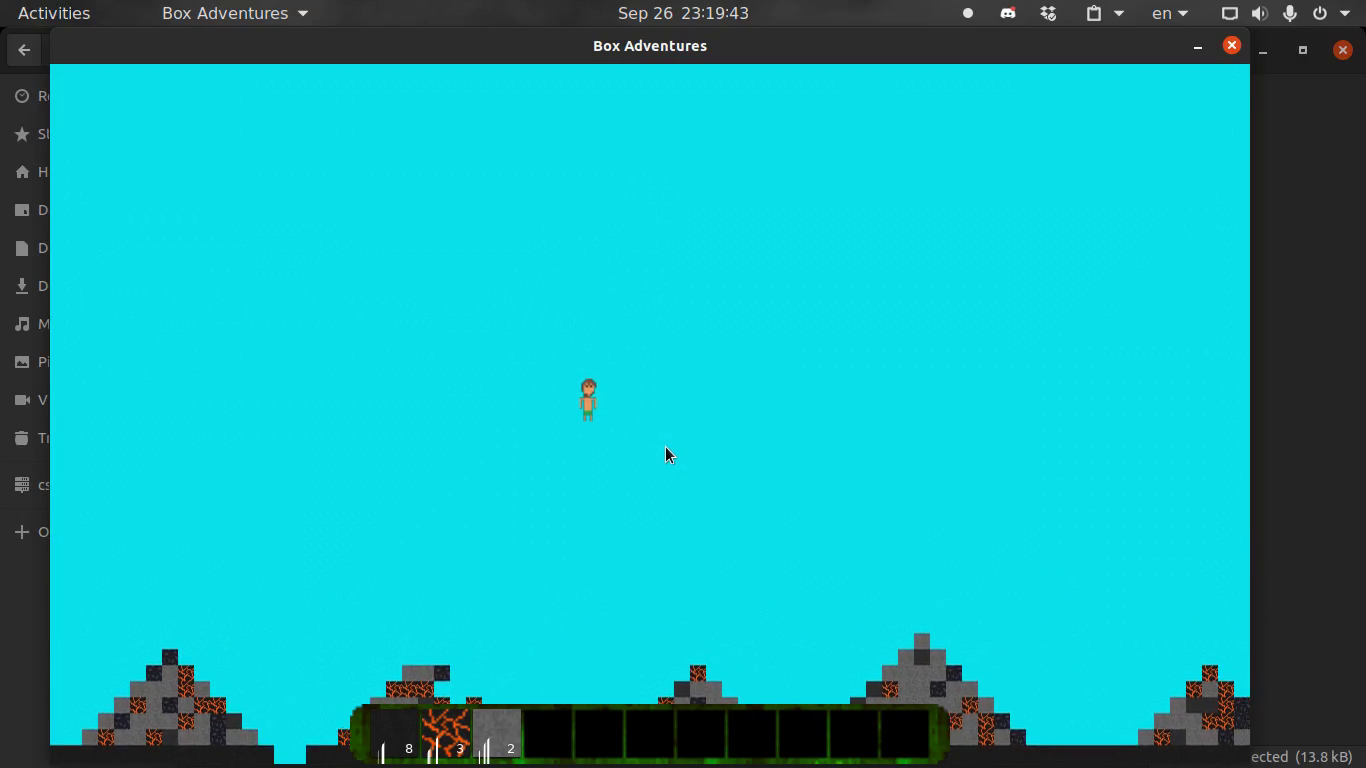 Activities
Box Adventures
Sep 26 23:19:43
en
Box Adventures
8
3
2
ected (13.8 kB)